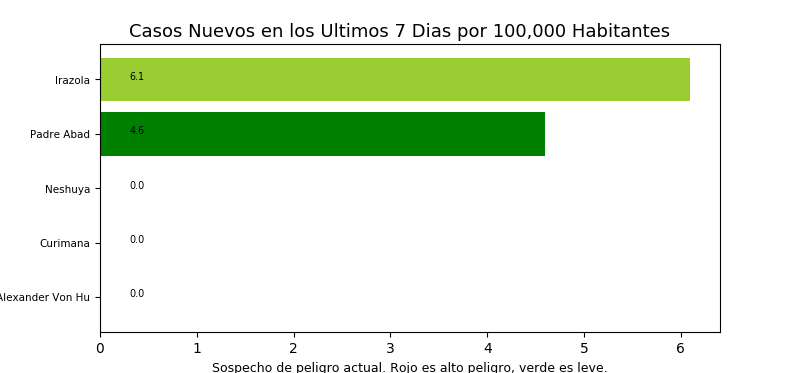 Casos Nuevos en los Ultimos 7 Dias por 100,000 Habitantes
Irazola 6.1
Padre Abad 4.6
Neshuya 0.0
Curimana 0.0
Alexander Von Hu 0.0
0 1 2 3 4 5 6
Sospecho de peligro actual. Rojo es alto peligro, verde es leve.